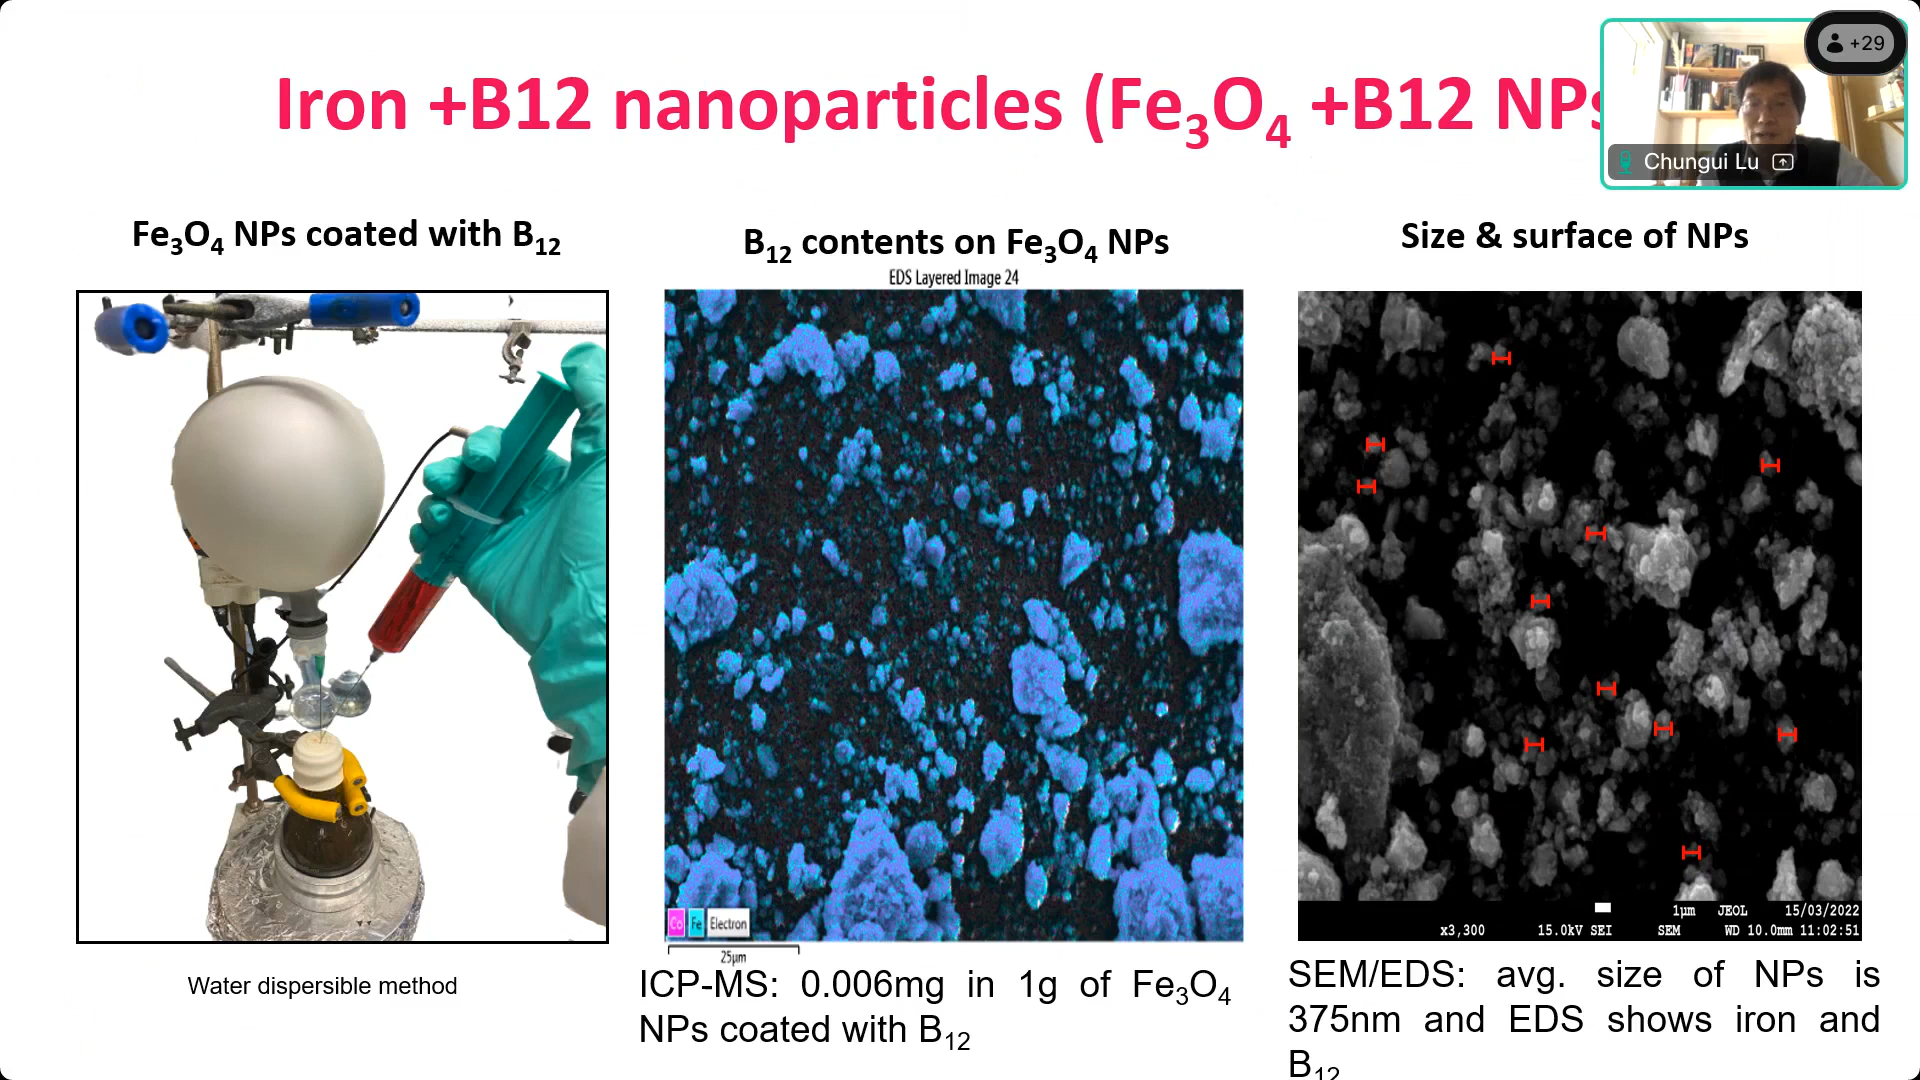 Iron +B12 nanoparticles (Fe₃O₄ +B12 NPs
+29
Chungui Lu
Fe₃O₄ NPs coated with B₁₂
Water dispersible method
B₁₂ contents on Fe₃O₄ NPs
EDS Layered Image 24
Co Fe Electron
25μm
ICP-MS: 0.006mg in 1g of Fe₃O₄
NPs coated with B₁₂
Size & surface of NPs
1μm JEOL 15/03/2022
x3,300 15.0kV SEI SEM WD 10.0mm 11:02:51
SEM/EDS: avg. size of NPs is
375nm and EDS shows iron and
B₁₂